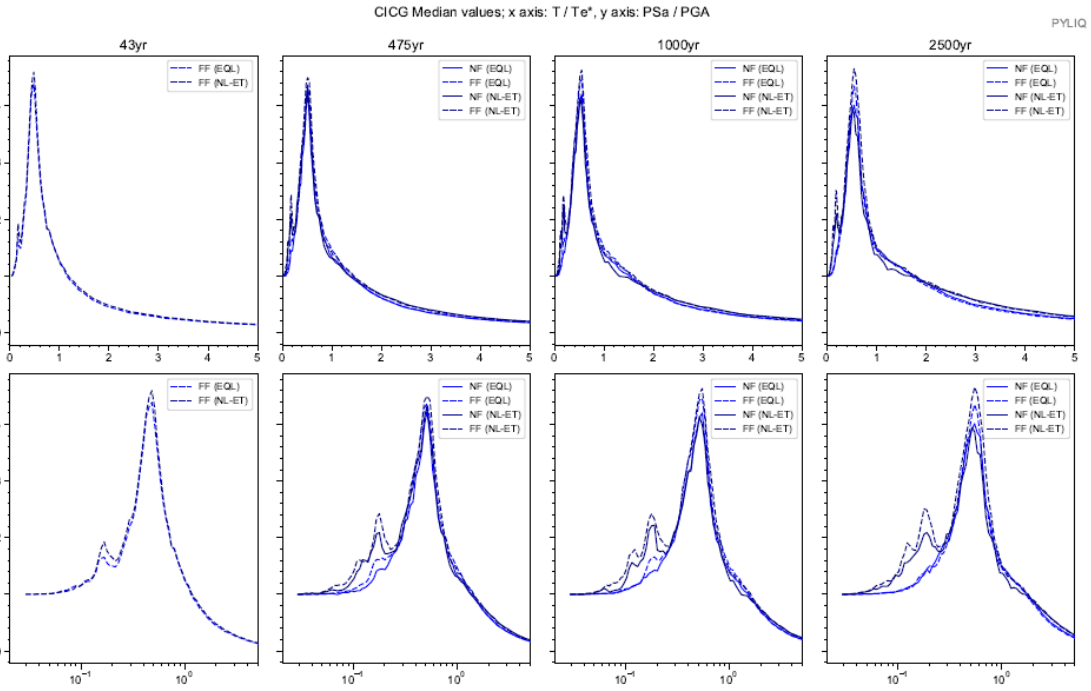 CICG Median values; x axis: T / Te*, y axis: PSa / PGA
PYLIQ
43yr
475yr
1000yr
2500yr
FF (EQL)
FF (NL-ET)
NF (EQL)
FF (EQL)
NF (NL-ET)
FF (NL-ET)
NF (EQL)
FF (EQL)
NF (NL-ET)
FF (NL-ET)
NF (EQL)
FF (EQL)
NF (NL-ET)
FF (NL-ET)
0 1 2 3 4 5
0 1 2 3 4 5
0 1 2 3 4 5
0 1 2 3 4 5
FF (EQL)
FF (NL-ET)
NF (EQL)
FF (EQL)
NF (NL-ET)
FF (NL-ET)
NF (EQL)
FF (EQL)
NF (NL-ET)
FF (NL-ET)
NF (EQL)
FF (EQL)
NF (NL-ET)
FF (NL-ET)
10⁻¹ 10⁰
10⁻¹ 10⁰
10⁻¹ 10⁰
10⁻¹ 10⁰